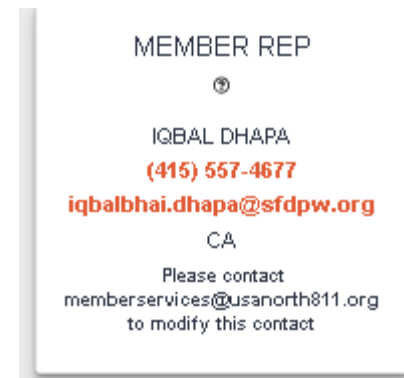 MEMBER REP
?
IQBAL DHAPA
(415) 557-4677
iqbalbhai.dhapa@sfdpw.org
CA
Please contact
memberservices@usanorth811.org
to modify this contact